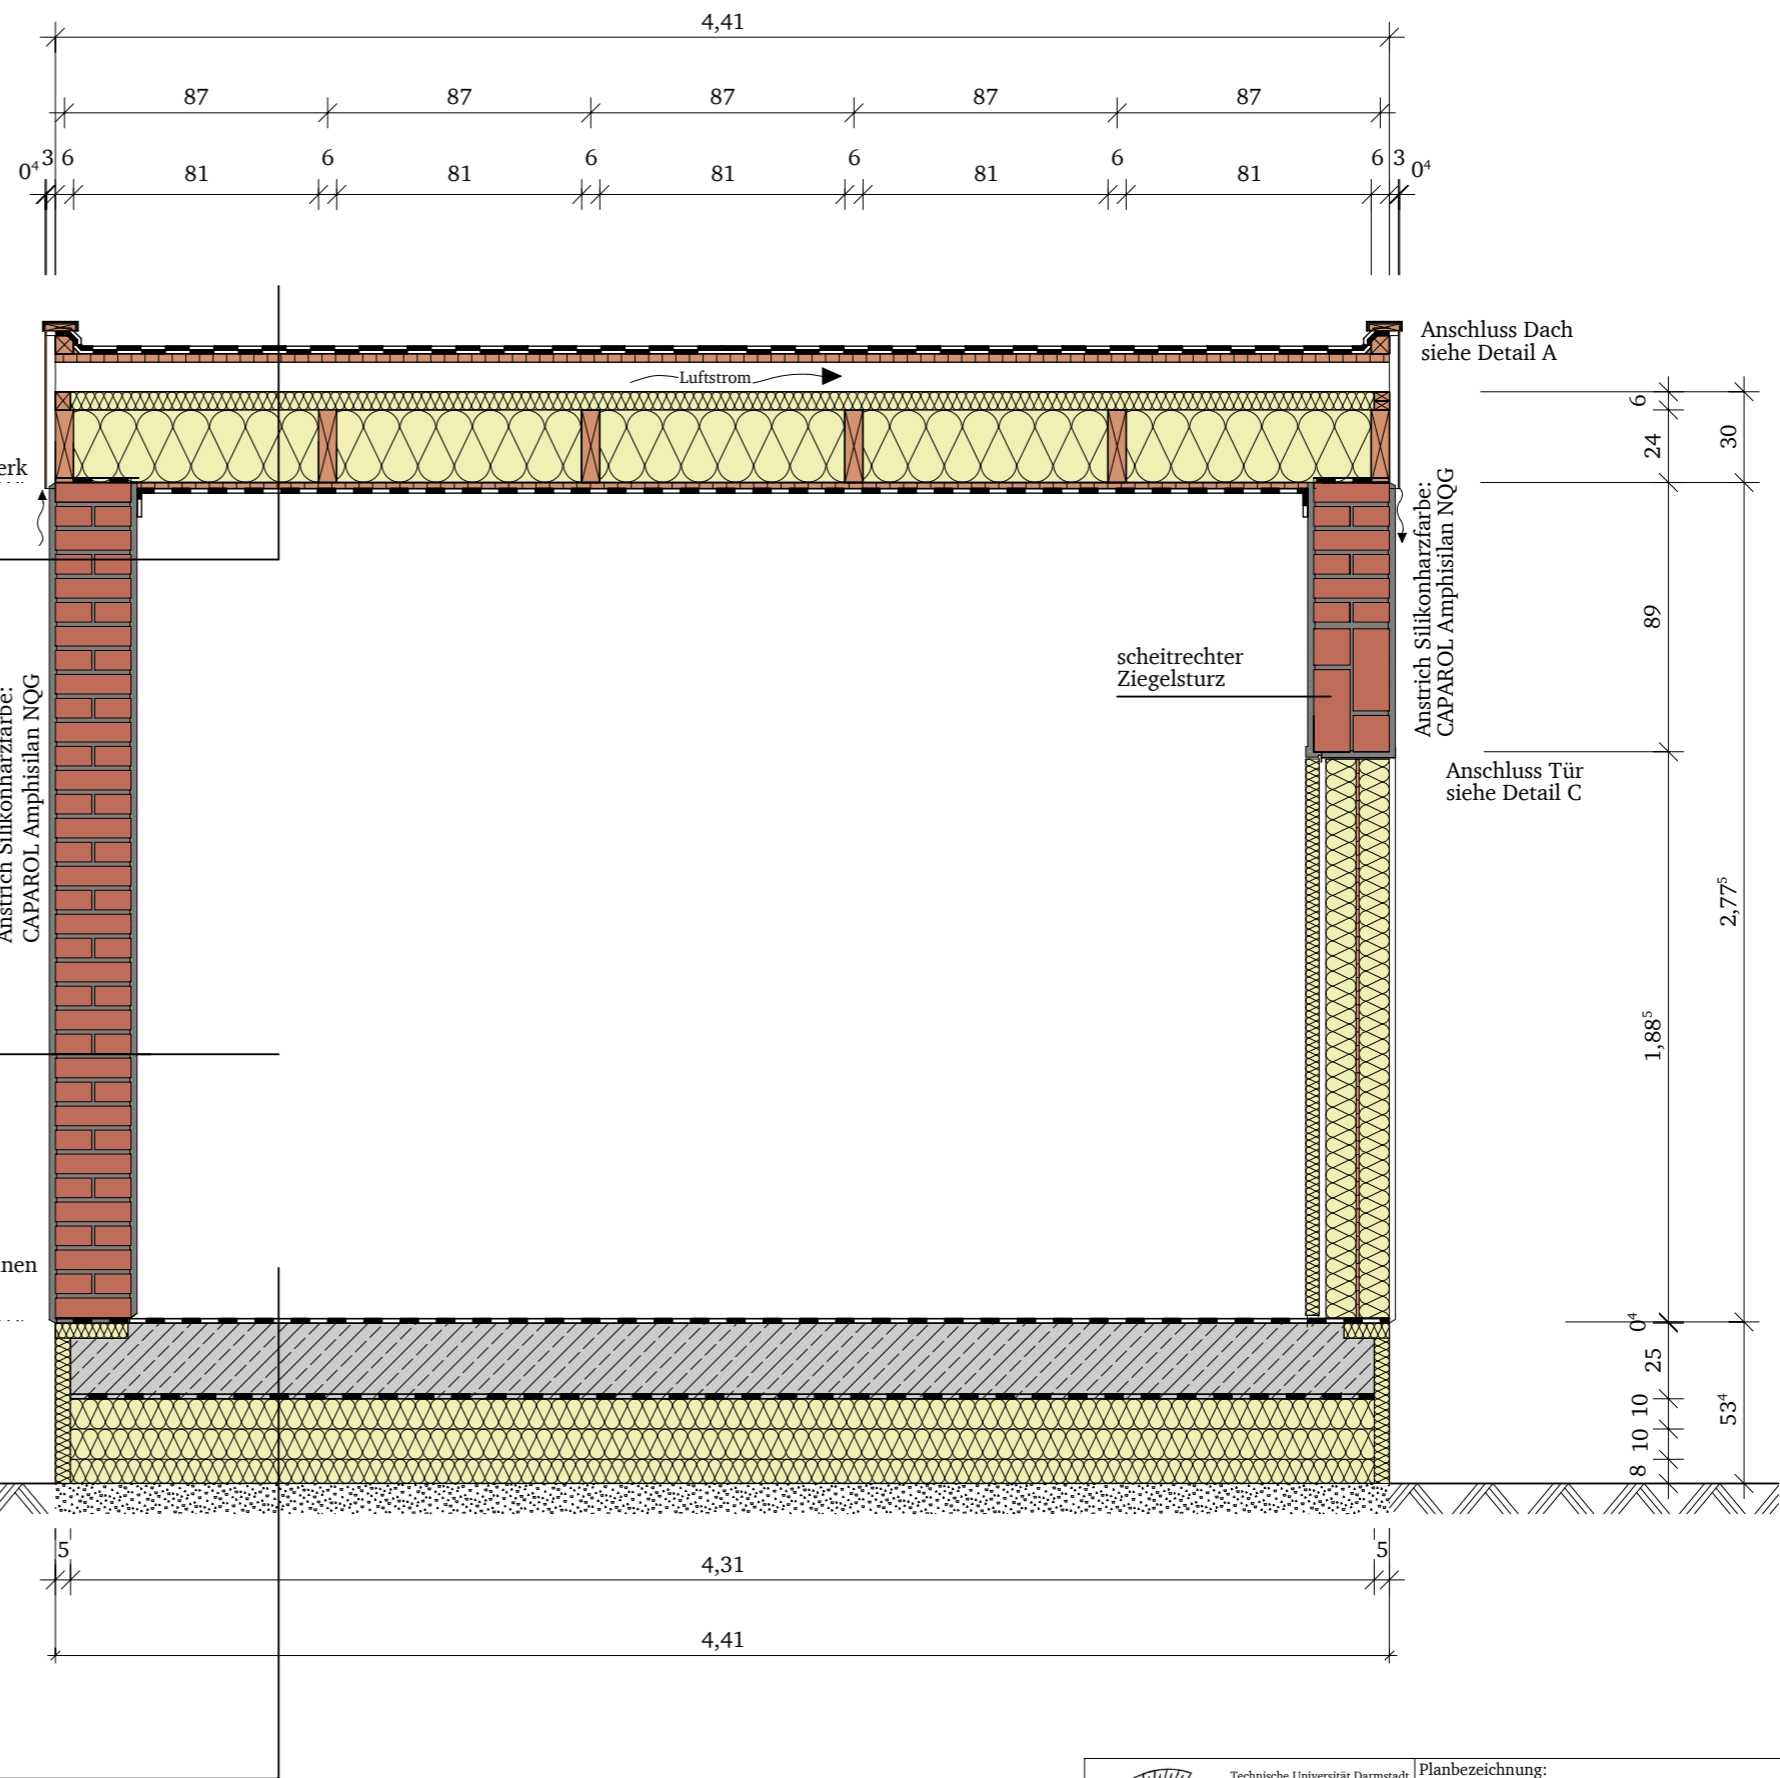 4,41
87 87 87 87 87
0⁴ 3 6 6 6 6 6 6 3 0⁴
81 81 81 81 81
Anschluss Dach
siehe Detail A
Luftstrom
6
24
30
Anstrich Silikonharzfarbe:
CAPAROL Amphisilan NQG
89
scheitrechter
Ziegelsturz
Anstrich Silikonharzfarbe:
CAPAROL Amphisilan NQG
Anschluss Tür
siehe Detail C
2,77⁵
1,88⁵
0⁴
25
10
10
8
53⁴
5 4,31 5
4,41
Technische Universität Darmstadt
Planbezeichnung: